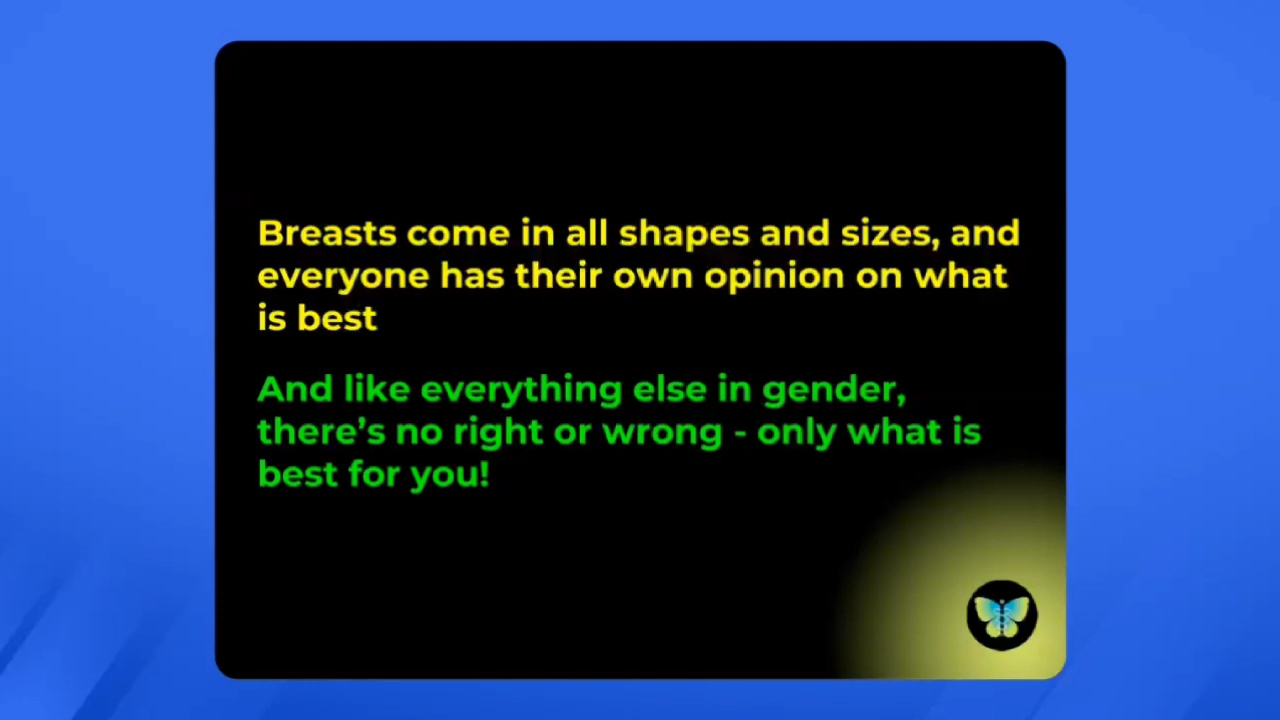 Breasts come in all shapes and sizes, and
everyone has their own opinion on what
is best
And like everything else in gender,
there’s no right or wrong - only what is
best for you!